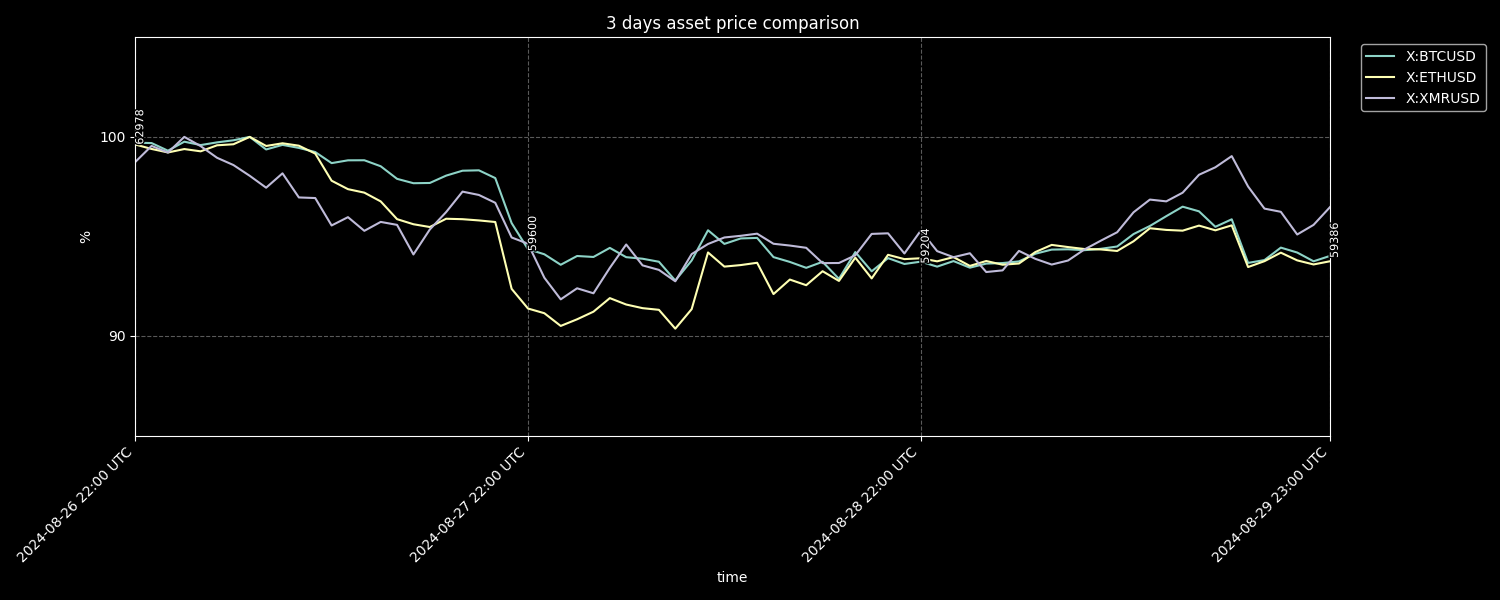 3 days asset price comparison
X:BTCUSD
X:ETHUSD
X:XMRUSD
100
90
%
62978
59600
59204
59386
2024-08-26 22:00 UTC
2024-08-27 22:00 UTC
2024-08-28 22:00 UTC
2024-08-29 23:00 UTC
time